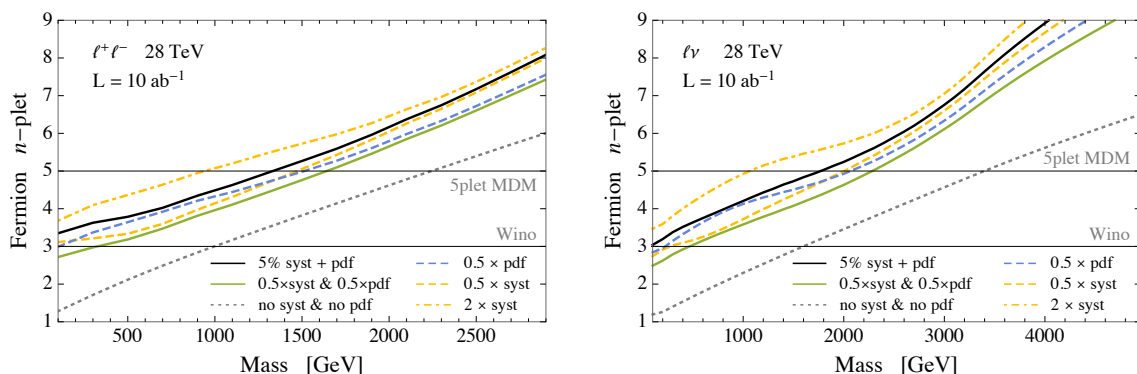 ℓ⁺ℓ⁻ 28 TeV
L = 10 ab⁻¹
Fermion n-plet
9
8
7
6
5
4
3
2
1
5plet MDM
Wino
5% syst + pdf
0.5×syst & 0.5×pdf
no syst & no pdf
0.5 × pdf
0.5 × syst
2 × syst
500 1000 1500 2000 2500
Mass [GeV]
ℓν 28 TeV
L = 10 ab⁻¹
Fermion n-plet
9
8
7
6
5
4
3
2
1
5plet MDM
Wino
5% syst + pdf
0.5×syst & 0.5×pdf
no syst & no pdf
0.5 × pdf
0.5 × syst
2 × syst
1000 2000 3000 4000
Mass [GeV]